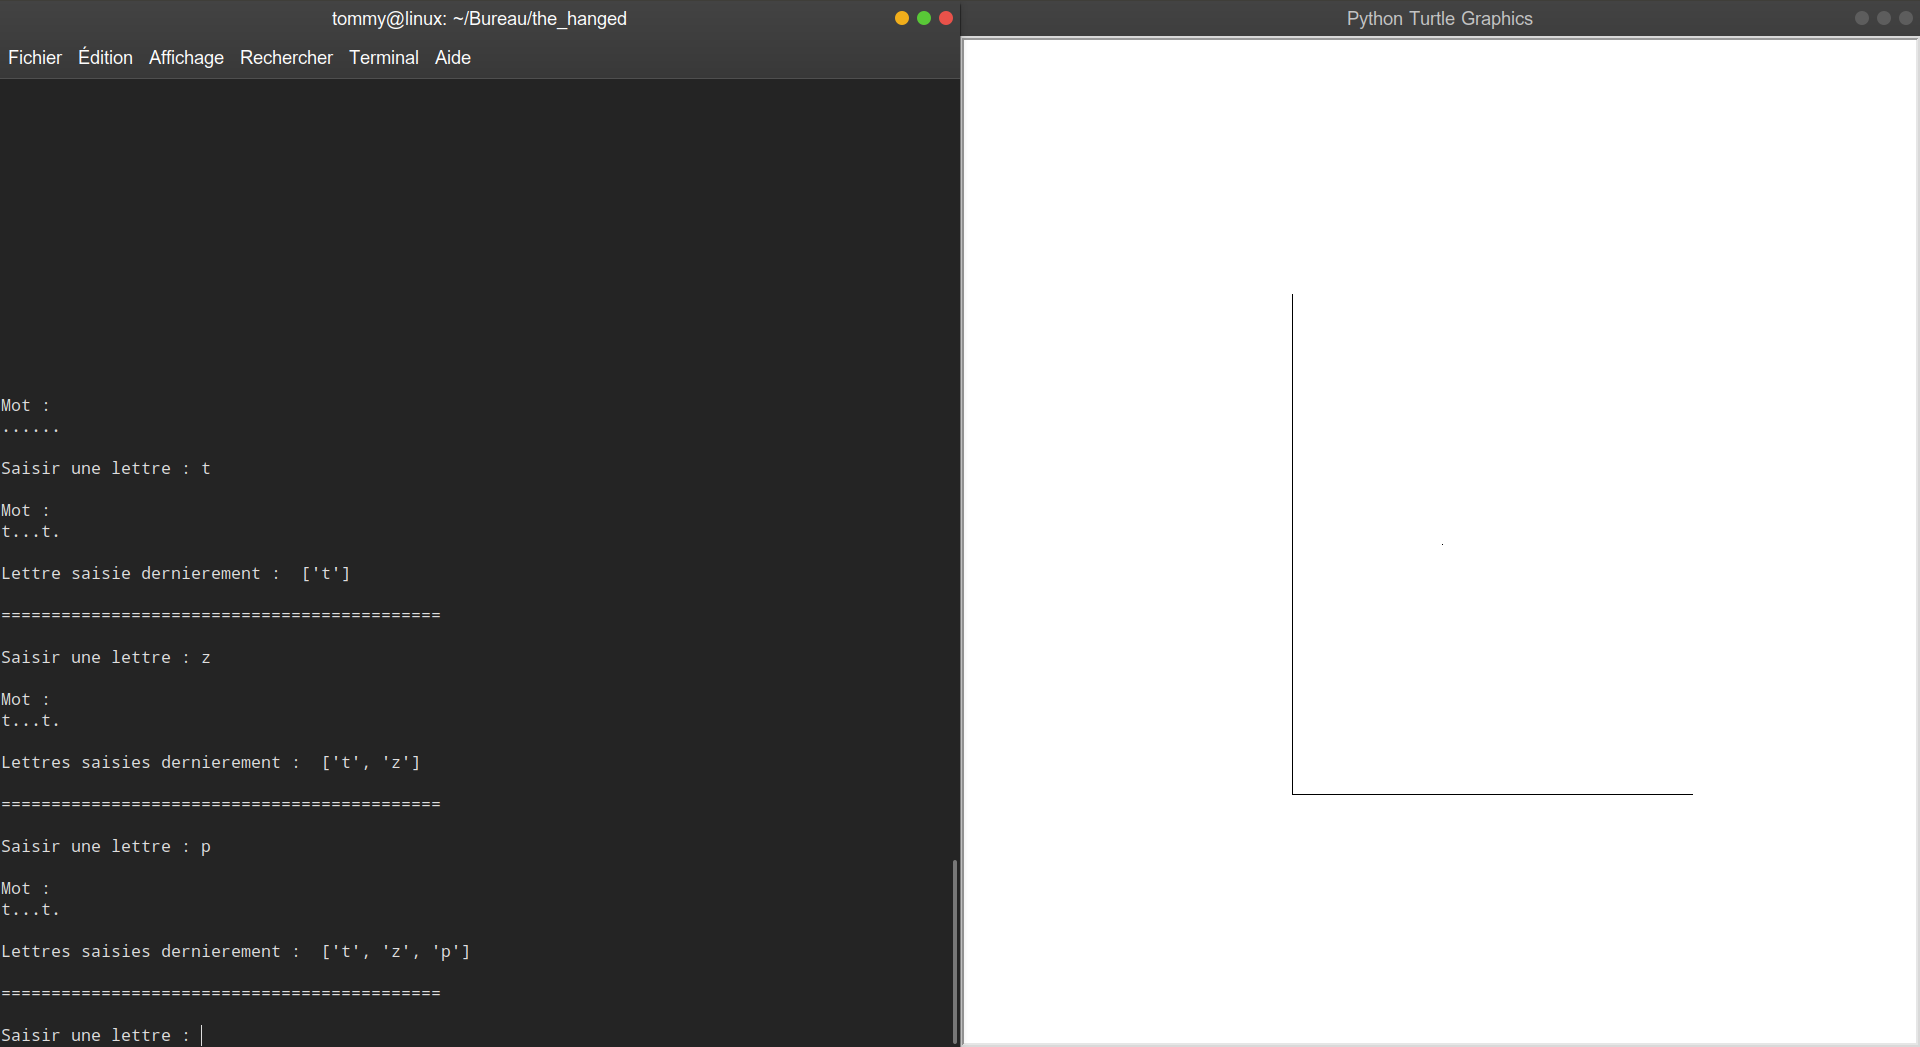 tommy@linux: ~/Bureau/the_hanged
Fichier Édition Affichage Rechercher Terminal Aide
Mot :
......
Saisir une lettre : t
Mot :
t...t.
Lettre saisie dernierement :  ['t']
============================================
Saisir une lettre : z
Mot :
t...t.
Lettres saisies dernierement :  ['t', 'z']
============================================
Saisir une lettre : p
Mot :
t...t.
Lettres saisies dernierement :  ['t', 'z', 'p']
============================================
Saisir une lettre :
Python Turtle Graphics